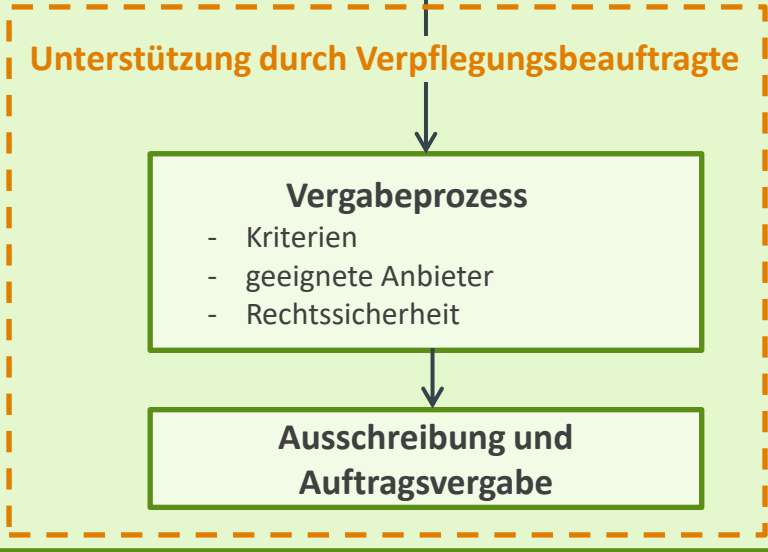 Unterstützung durch Verpflegungsbeauftragte
Vergabeprozess
- Kriterien
- geeignete Anbieter
- Rechtssicherheit
Ausschreibung und
Auftragsvergabe